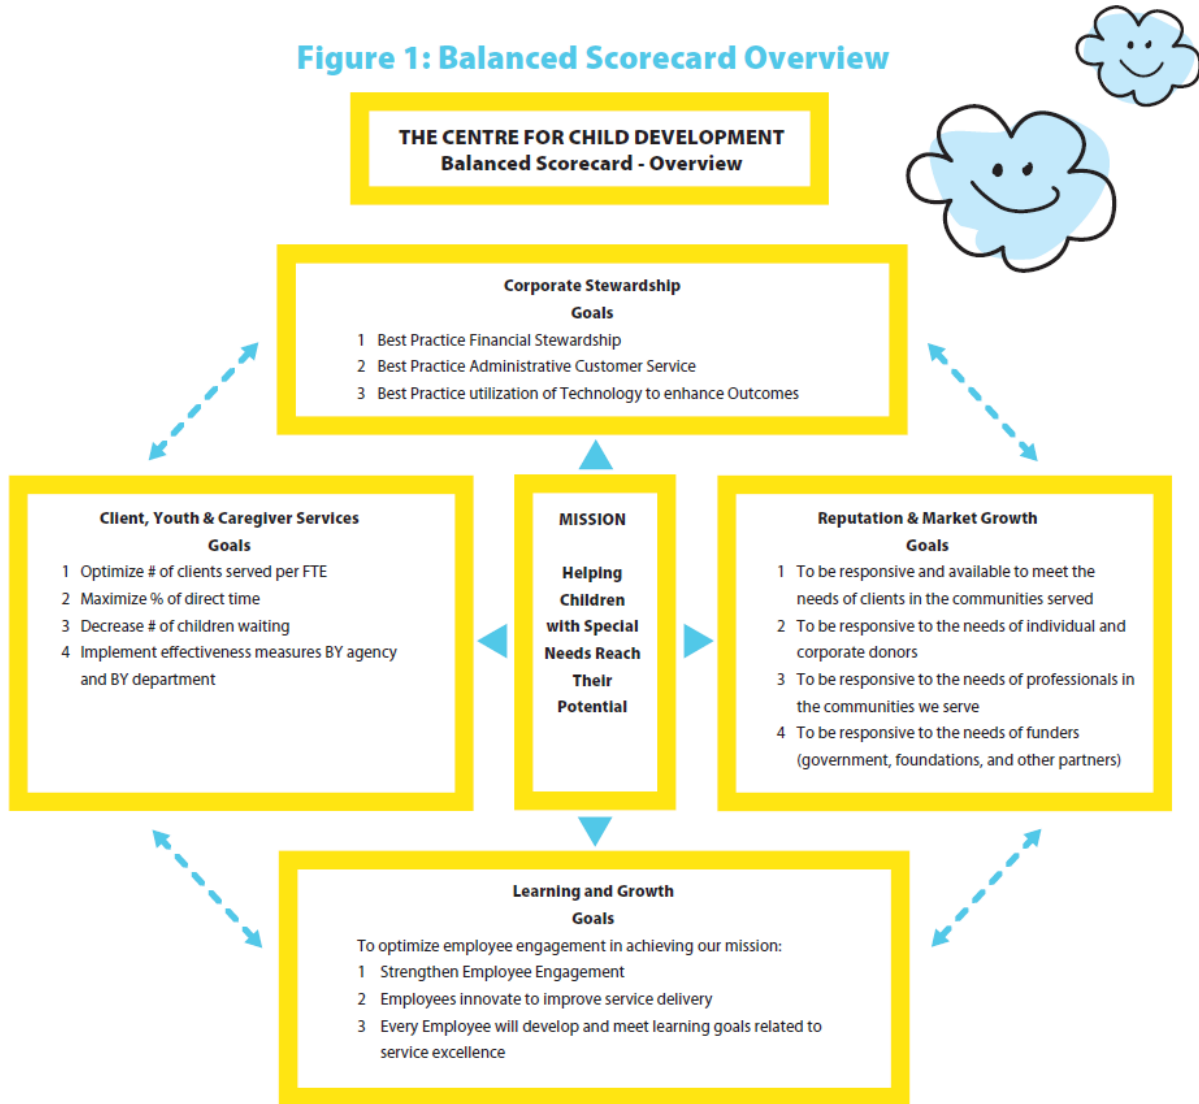 Figure 1: Balanced Scorecard Overview
THE CENTRE FOR CHILD DEVELOPMENT
Balanced Scorecard - Overview
Corporate Stewardship
Goals
1 Best Practice Financial Stewardship
2 Best Practice Administrative Customer Service
3 Best Practice utilization of Technology to enhance Outcomes
Client, Youth & Caregiver Services
Goals
1 Optimize # of clients served per FTE
2 Maximize % of direct time
3 Decrease # of children waiting
4 Implement effectiveness measures BY agency
and BY department
MISSION
Helping
Children
with Special
Needs Reach
Their
Potential
Reputation & Market Growth
Goals
1 To be responsive and available to meet the
needs of clients in the communities served
2 To be responsive to the needs of individual and
corporate donors
3 To be responsive to the needs of professionals in
the communities we serve
4 To be responsive to the needs of funders
(government, foundations, and other partners)
Learning and Growth
Goals
To optimize employee engagement in achieving our mission:
1 Strengthen Employee Engagement
2 Employees innovate to improve service delivery
3 Every Employee will develop and meet learning goals related to
service excellence